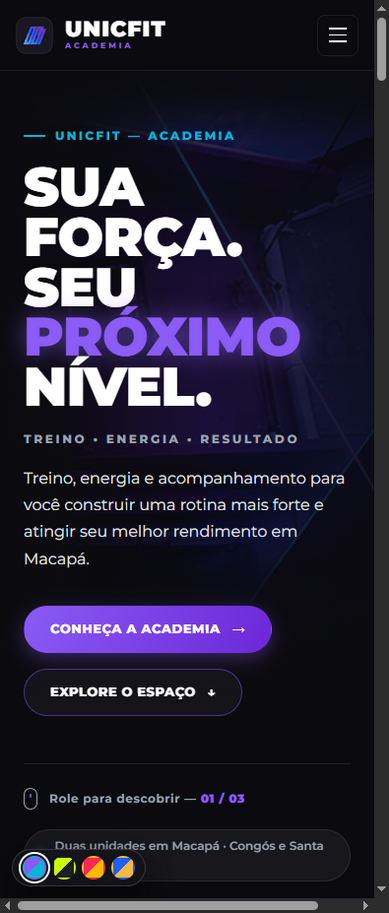 UNICFIT
ACADEMIA
UNICFIT — ACADEMIA
SUA
FORÇA.
SEU
PRÓXIMO
NÍVEL.
TREINO • ENERGIA • RESULTADO
Treino, energia e acompanhamento para
você construir uma rotina mais forte e
atingir seu melhor rendimento em
Macapá.
CONHEÇA A ACADEMIA →
EXPLORE O ESPAÇO ↓
Role para descobrir — 01 / 03
Duas unidades em Macapá · Congós e Santa